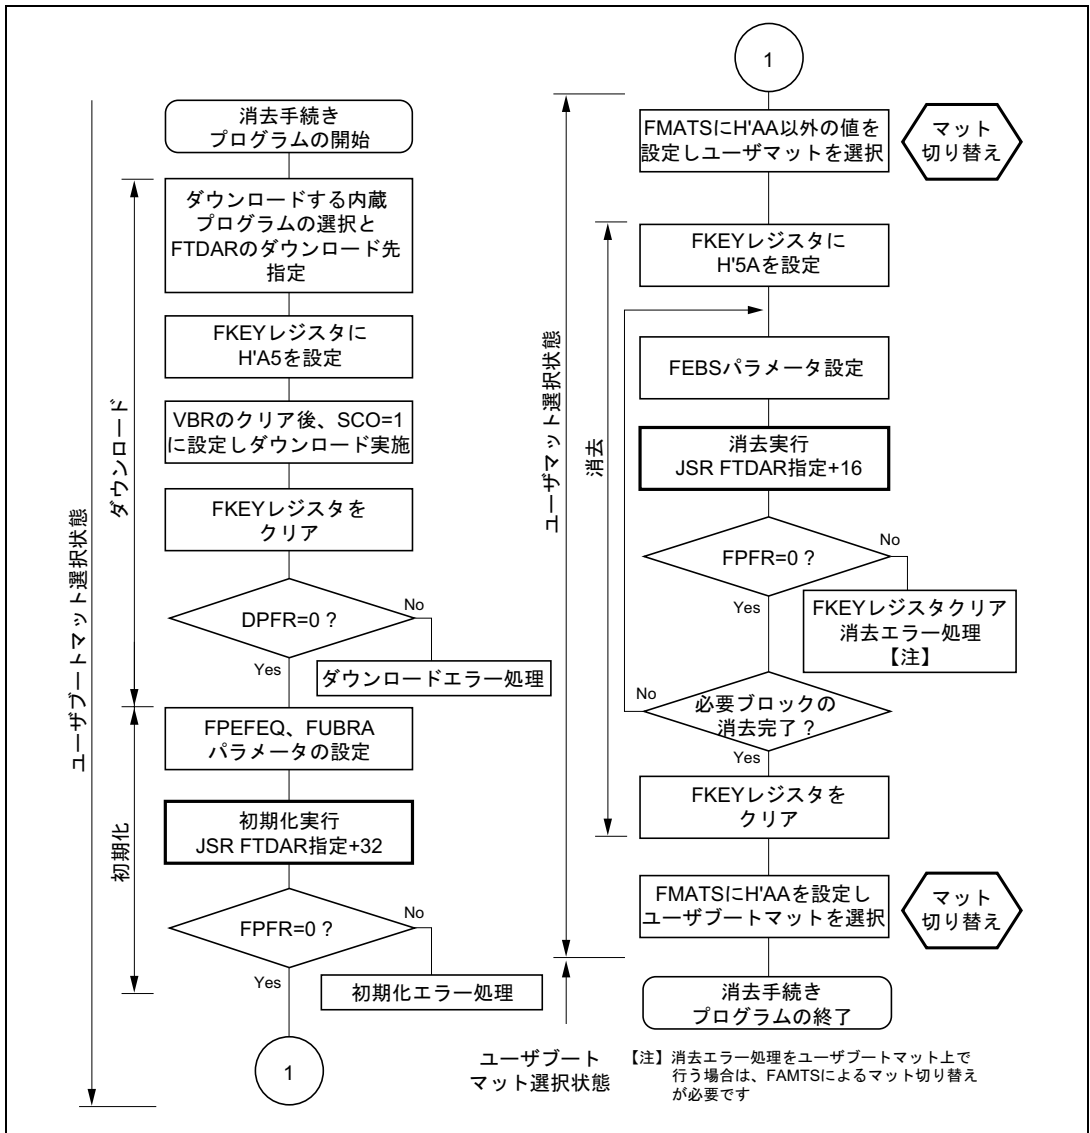 ユーザブートマット選択状態
ダウンロード
初期化
消去手続き
プログラムの開始
ダウンロードする内蔵
プログラムの選択と
FTDARのダウンロード先
指定
FKEYレジスタに
H'A5を設定
VBRのクリア後、SCO=1
に設定しダウンロード実施
FKEYレジスタを
クリア
DPFR=0？
No
Yes
ダウンロードエラー処理
FPEFEQ、FUBRA
パラメータの設定
初期化実行
JSR FTDAR指定+32
FPFR=0？
No
Yes
初期化エラー処理
1
1
ユーザマット選択状態
消去
FMATSにH'AA以外の値を
設定しユーザマットを選択
マット
切り替え
FKEYレジスタに
H'5Aを設定
FEBSパラメータ設定
消去実行
JSR FTDAR指定+16
FPFR=0？
No
Yes
FKEYレジスタクリア
消去エラー処理
【注】
No
必要ブロックの
消去完了？
Yes
FKEYレジスタを
クリア
FMATSにH'AAを設定し
ユーザブートマットを選択
マット
切り替え
消去手続き
プログラムの終了
ユーザブート
マット選択状態
【注】消去エラー処理をユーザブートマット上で
行う場合は、FAMTSによるマット切り替え
が必要です